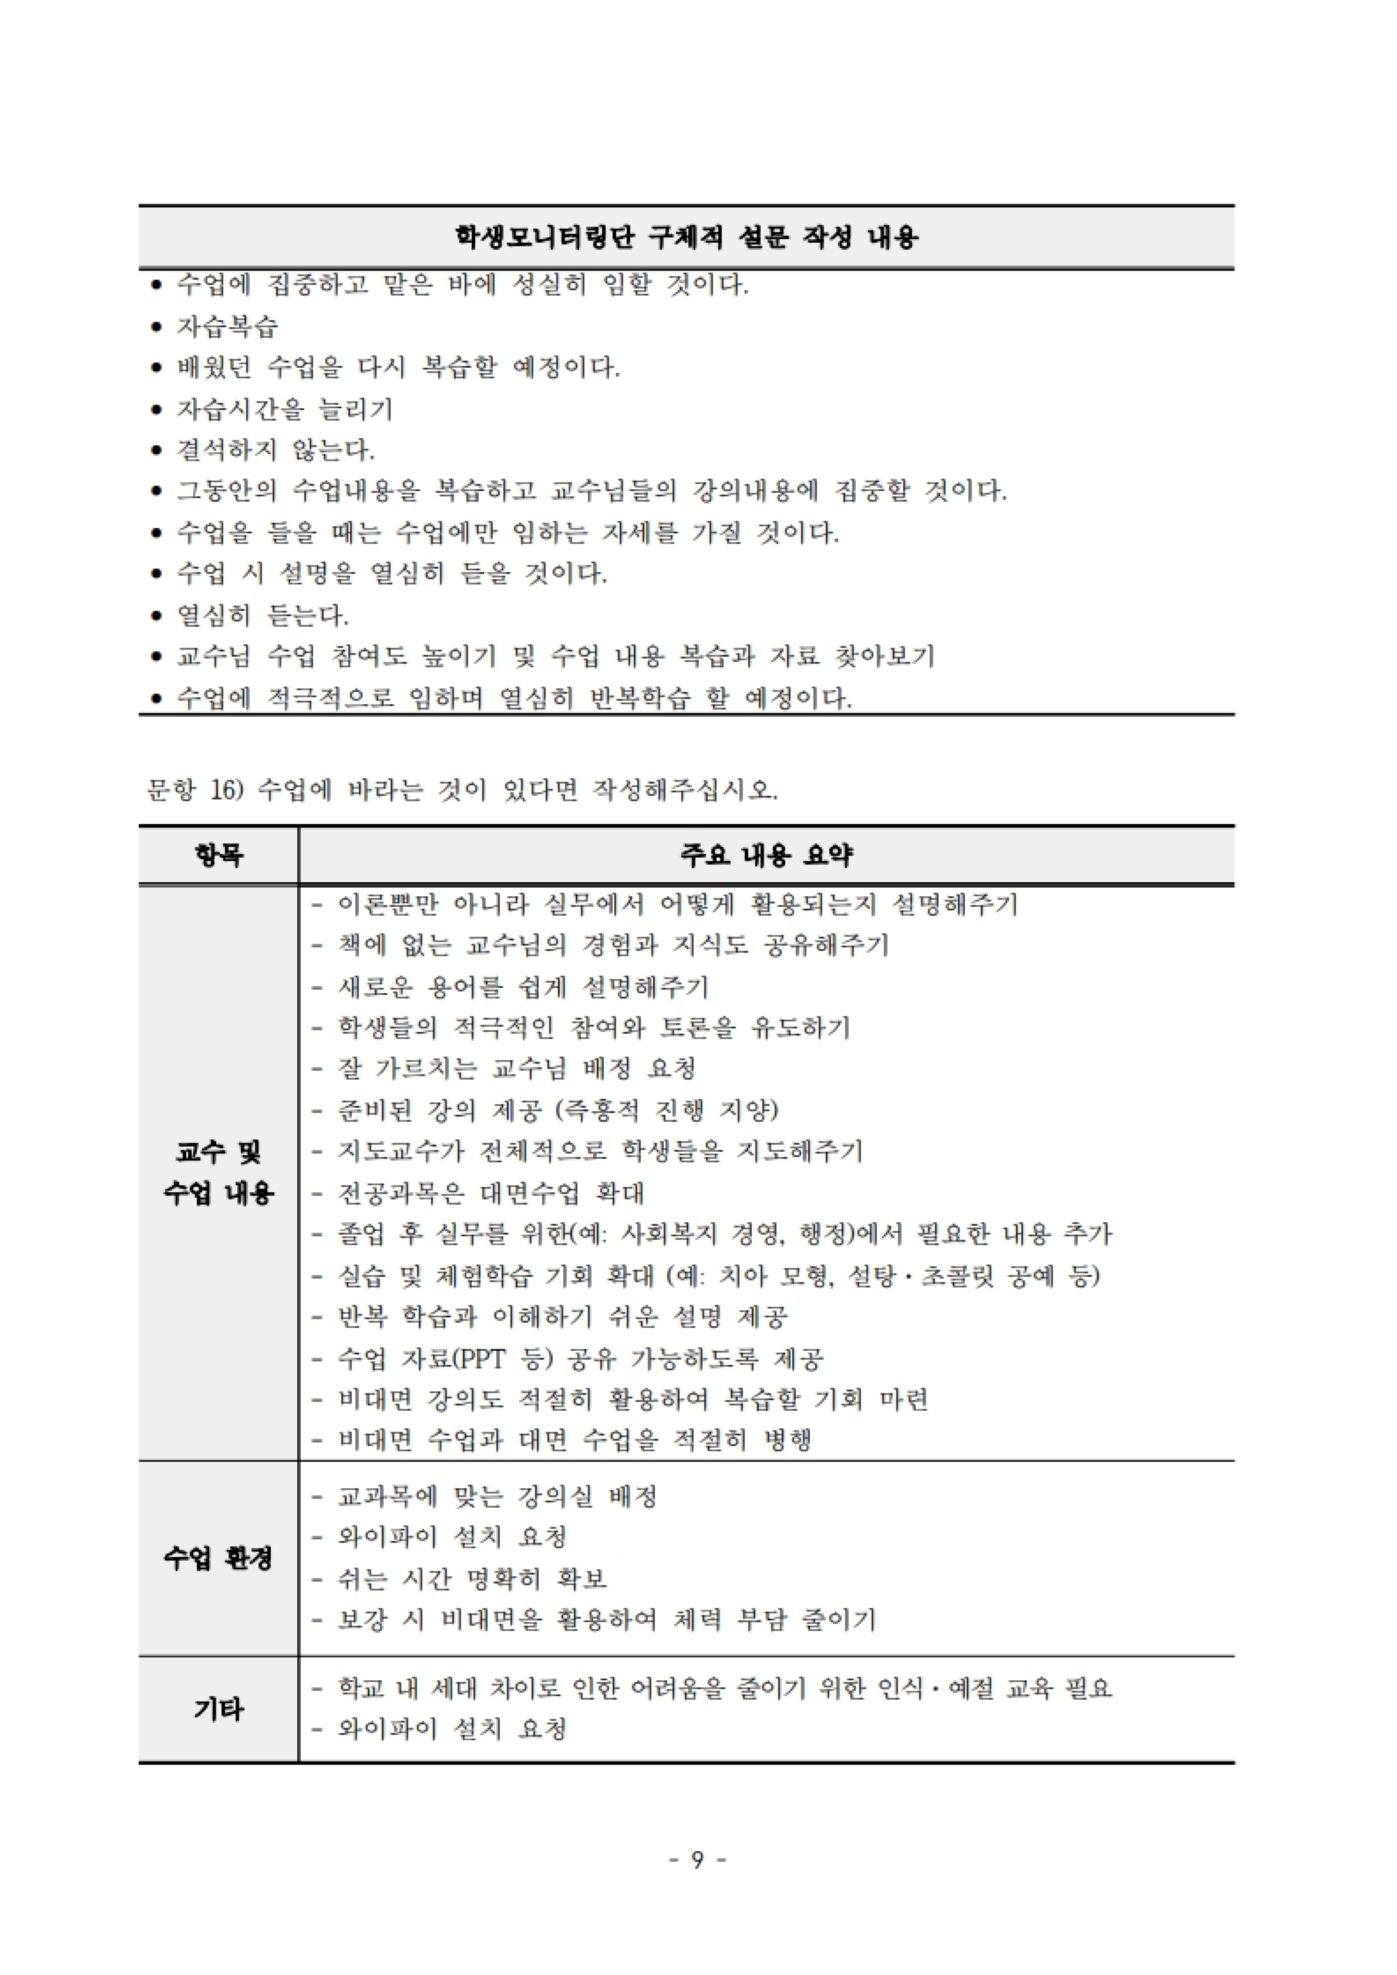 학생모니터링단 구체적 설문 작성 내용
• 수업에 집중하고 맡은 바에 성실히 임할 것이다.
• 자습복습
• 배웠던 수업을 다시 복습할 예정이다.
• 자습시간을 늘리기
• 결석하지 않는다.
• 그동안의 수업내용을 복습하고 교수님들의 강의내용에 집중할 것이다.
• 수업을 들을 때는 수업에만 임하는 자세를 가질 것이다.
• 수업 시 설명을 열심히 듣을 것이다.
• 열심히 듣는다.
• 교수님 수업 참여도 높이기 및 수업 내용 복습과 자료 찾아보기
• 수업에 적극적으로 임하며 열심히 반복학습 할 예정이다.
문항 16) 수업에 바라는 것이 있다면 작성해주십시오.
항목 주요 내용 요약
교수 및
수업 내용
- 이론뿐만 아니라 실무에서 어떻게 활용되는지 설명해주기
- 책에 없는 교수님의 경험과 지식도 공유해주기
- 새로운 용어를 쉽게 설명해주기
- 학생들의 적극적인 참여와 토론을 유도하기
- 잘 가르치는 교수님 배정 요청
- 준비된 강의 제공 (즉흥적 진행 지양)
- 지도교수가 전체적으로 학생들을 지도해주기
- 전공과목은 대면수업 확대
- 졸업 후 실무를 위한(예: 사회복지 경영, 행정)에서 필요한 내용 추가
- 실습 및 체험학습 기회 확대 (예: 치아 모형, 설탕・초콜릿 공예 등)
- 반복 학습과 이해하기 쉬운 설명 제공
- 수업 자료(PPT 등) 공유 가능하도록 제공
- 비대면 강의도 적절히 활용하여 복습할 기회 마련
- 비대면 수업과 대면 수업을 적절히 병행
수업 환경
- 교과목에 맞는 강의실 배정
- 와이파이 설치 요청
- 쉬는 시간 명확히 확보
- 보강 시 비대면을 활용하여 체력 부담 줄이기
기타
- 학교 내 세대 차이로 인한 어려움을 줄이기 위한 인식・예절 교육 필요
- 와이파이 설치 요청
- 9 -